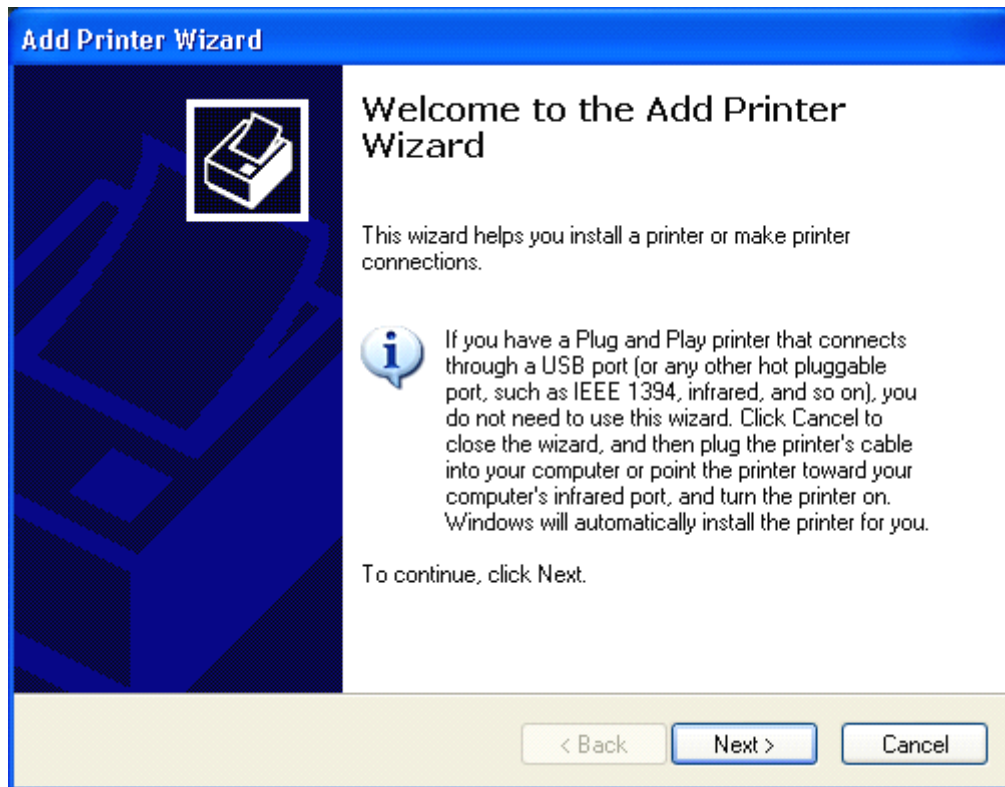 Add Printer Wizard
Welcome to the Add Printer
Wizard
This wizard helps you install a printer or make printer
connections.
If you have a Plug and Play printer that connects
through a USB port (or any other hot pluggable
port, such as IEEE 1394, infrared, and so on), you
do not need to use this wizard. Click Cancel to
close the wizard, and then plug the printer's cable
into your computer or point the printer toward your
computer's infrared port, and turn the printer on.
Windows will automatically install the printer for you.
To continue, click Next.
< Back
Next >
Cancel